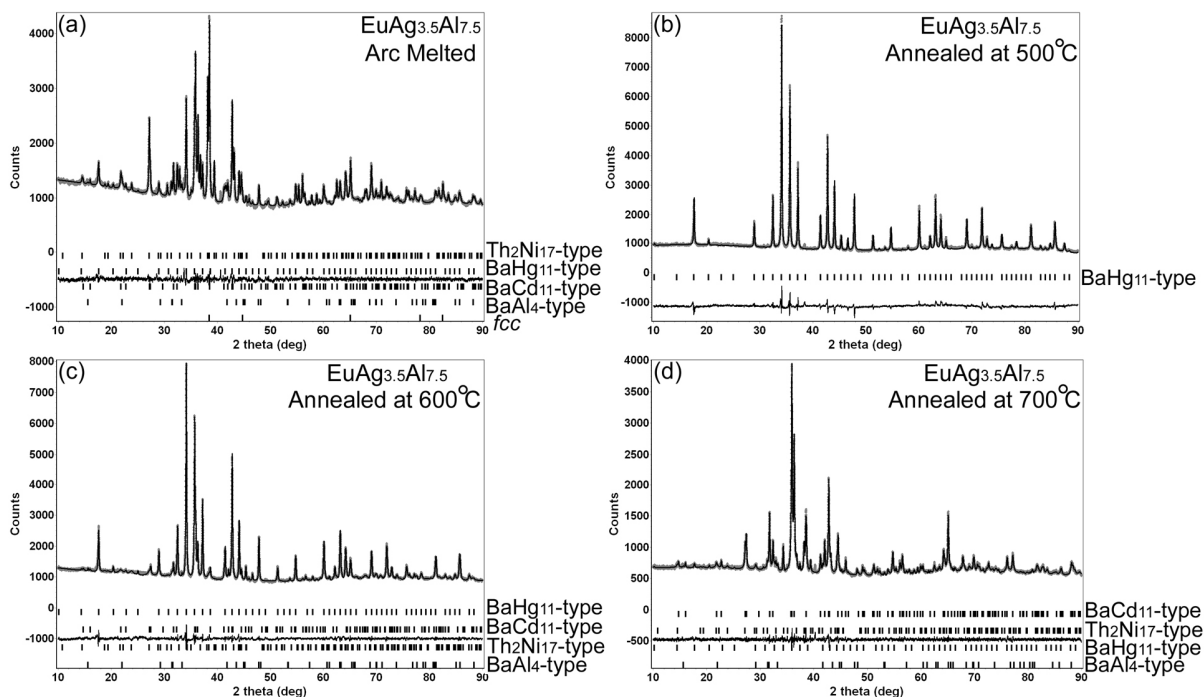 (a)
EuAg3.5Al7.5
Arc Melted
4000
3000
2000
1000
0
-1000
Counts
Th2Ni17-type
BaHg11-type
BaCd11-type
BaAl4-type
fcc
10 20 30 40 50 60 70 80 90
2 theta (deg)
(b)
EuAg3.5Al7.5
Annealed at 500°C
8000
7000
6000
5000
4000
3000
2000
1000
0
-1000
Counts
BaHg11-type
10 20 30 40 50 60 70 80 90
2 theta (deg)
(c)
EuAg3.5Al7.5
Annealed at 600°C
8000
7000
6000
5000
4000
3000
2000
1000
0
-1000
Counts
BaHg11-type
BaCd11-type
Th2Ni17-type
BaAl4-type
10 20 30 40 50 60 70 80 90
2 theta (deg)
(d)
EuAg3.5Al7.5
Annealed at 700°C
4000
3500
3000
2500
2000
1500
1000
500
0
-500
Counts
BaCd11-type
Th2Ni17-type
BaHg11-type
BaAl4-type
10 20 30 40 50 60 70 80 90
2 theta (deg)